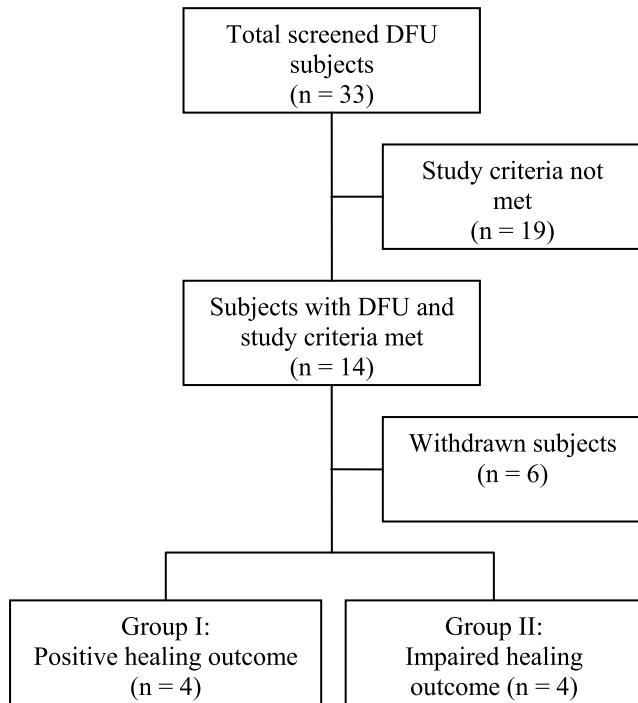 Total screened DFU
subjects
(n = 33)
Study criteria not
met
(n = 19)
Subjects with DFU and
study criteria met
(n = 14)
Withdrawn subjects
(n = 6)
Group I:
Positive healing outcome
(n = 4)
Group II:
Impaired healing
outcome (n = 4)